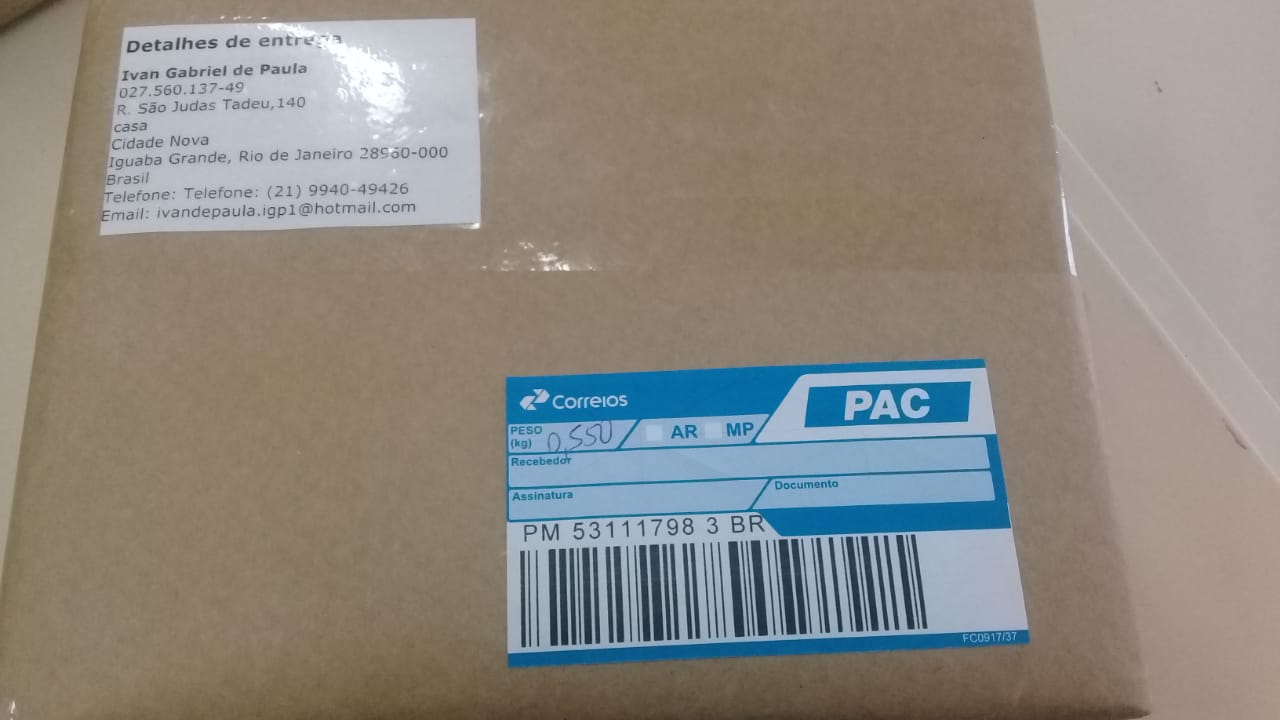 Detalhes de entrega
Ivan Gabriel de Paula
027.560.137-49
R. São Judas Tadeu,140
casa
Cidade Nova
Iguaba Grande, Rio de Janeiro 28960-000
Brasil
Telefone: Telefone: (21) 9940-49426
Email: ivandepaula.igp1@hotmail.com
Correios
PAC
PESO
(kg) 0,550
AR MP
Recebedor
Assinatura
Documento
PM 53111798 3 BR
FC0917/37